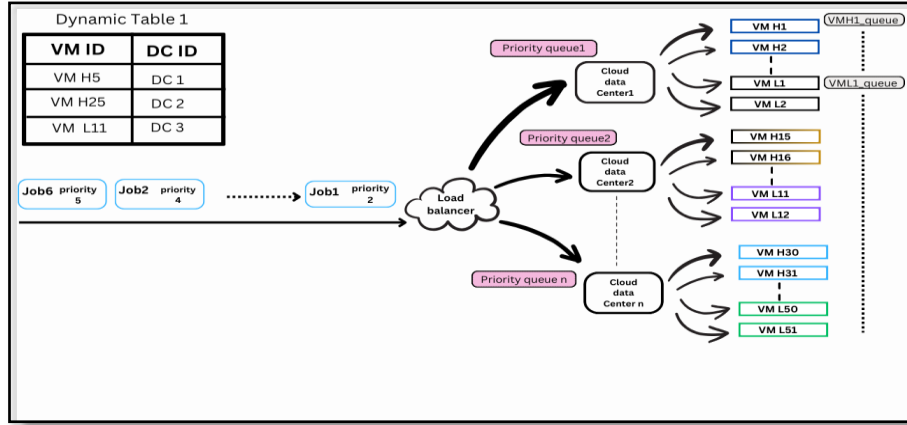 Dynamic Table 1
VM ID DC ID
VM H5 DC 1
VM H25 DC 2
VM L11 DC 3
Job6 priority
5
Job2 priority
4
Job1 priority
2
Load
balancer
Priority queue1
Priority queue2
Priority queue n
Cloud
data
Center1
Cloud
data
Center2
Cloud
data
Center n
VM H1
VM H2
VM L1
VM L2
VM H15
VM H16
VM L11
VM L12
VM H30
VM H31
VM L50
VM L51
VMH1_queue
VML1_queue